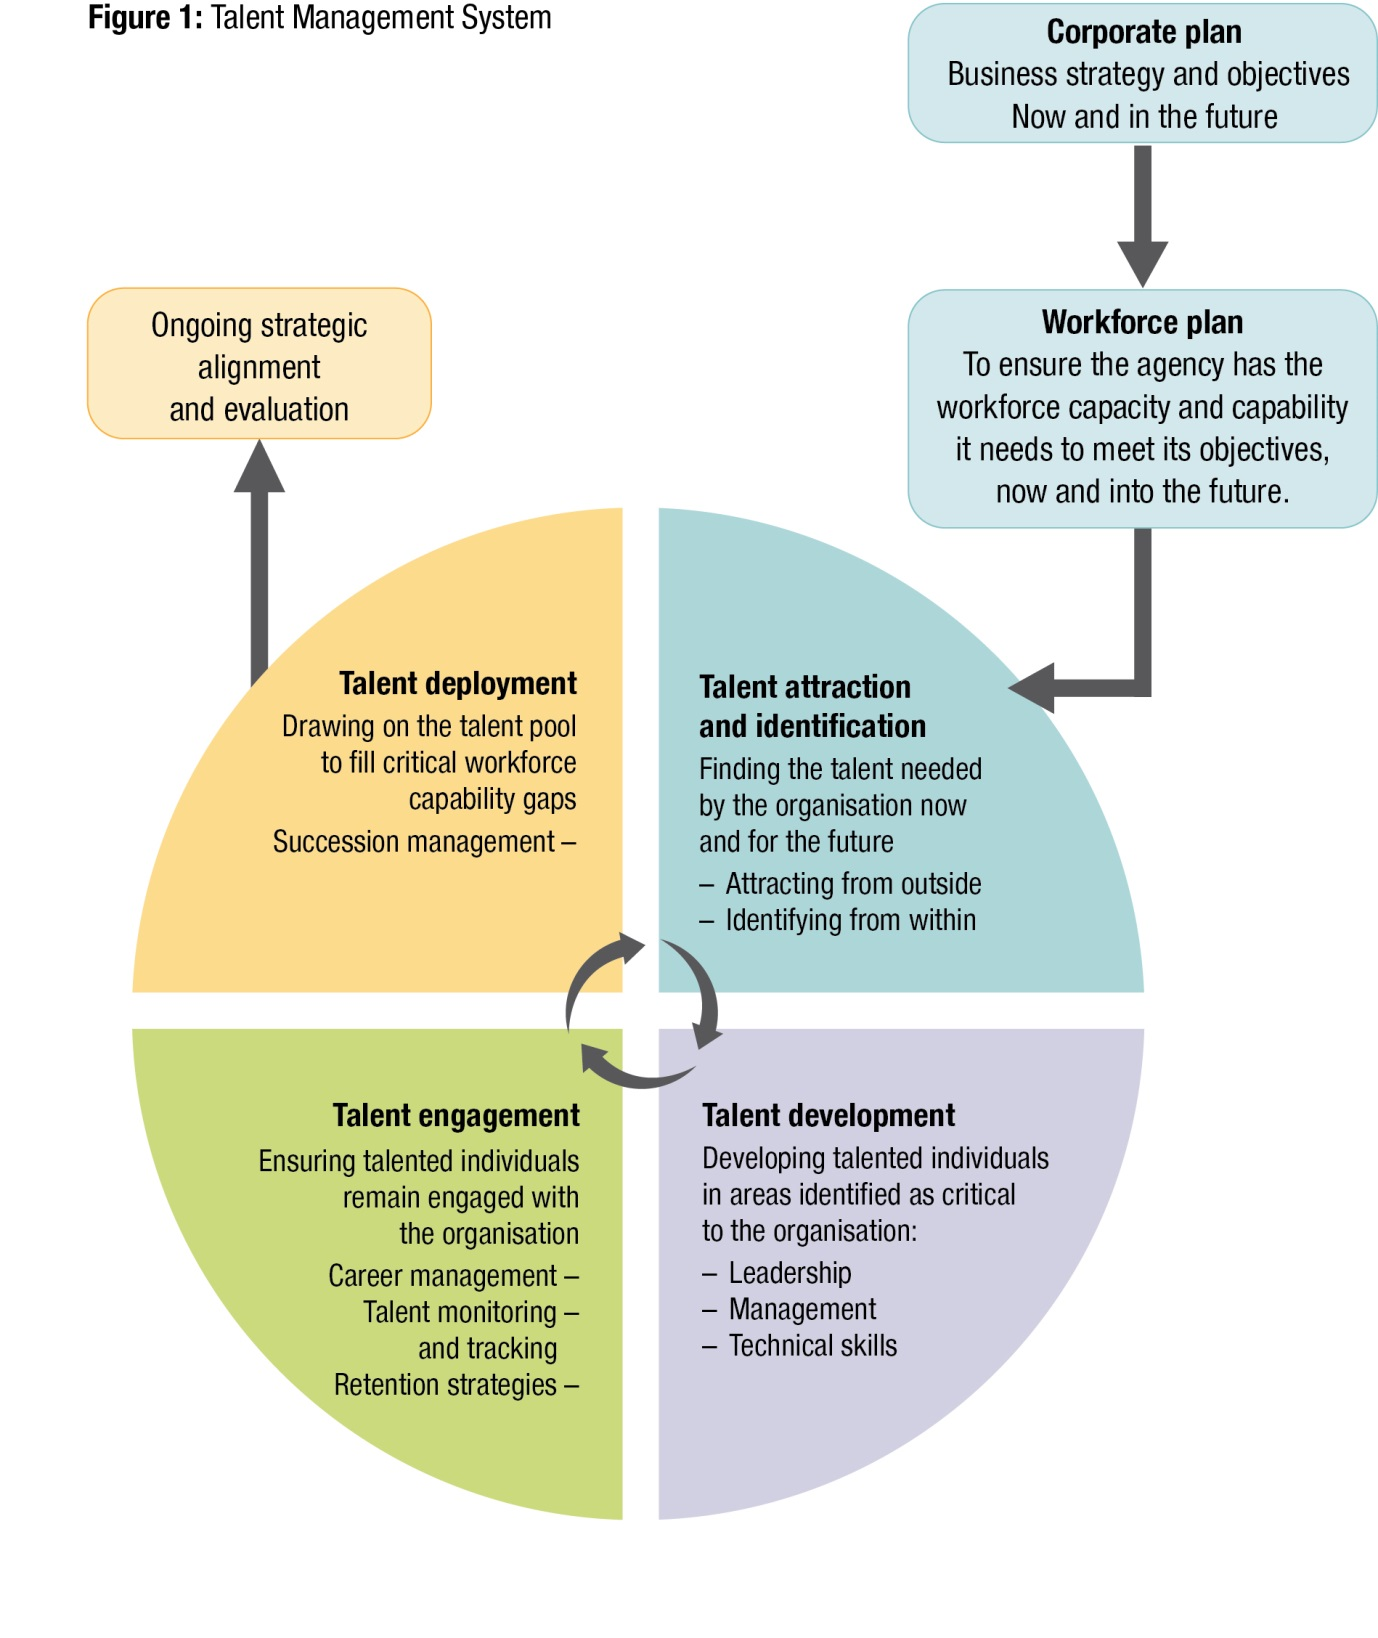 Figure 1: Talent Management System
Corporate plan
Business strategy and objectives
Now and in the future
Workforce plan
To ensure the agency has the
workforce capacity and capability
it needs to meet its objectives,
now and into the future.
Ongoing strategic
alignment
and evaluation
Talent deployment
Drawing on the talent pool
to fill critical workforce
capability gaps
Succession management –
Talent attraction
and identification
Finding the talent needed
by the organisation now
and for the future
– Attracting from outside
– Identifying from within
Talent engagement
Ensuring talented individuals
remain engaged with
the organisation
Career management –
Talent monitoring –
and tracking
Retention strategies –
Talent development
Developing talented individuals
in areas identified as critical
to the organisation:
– Leadership
– Management
– Technical skills